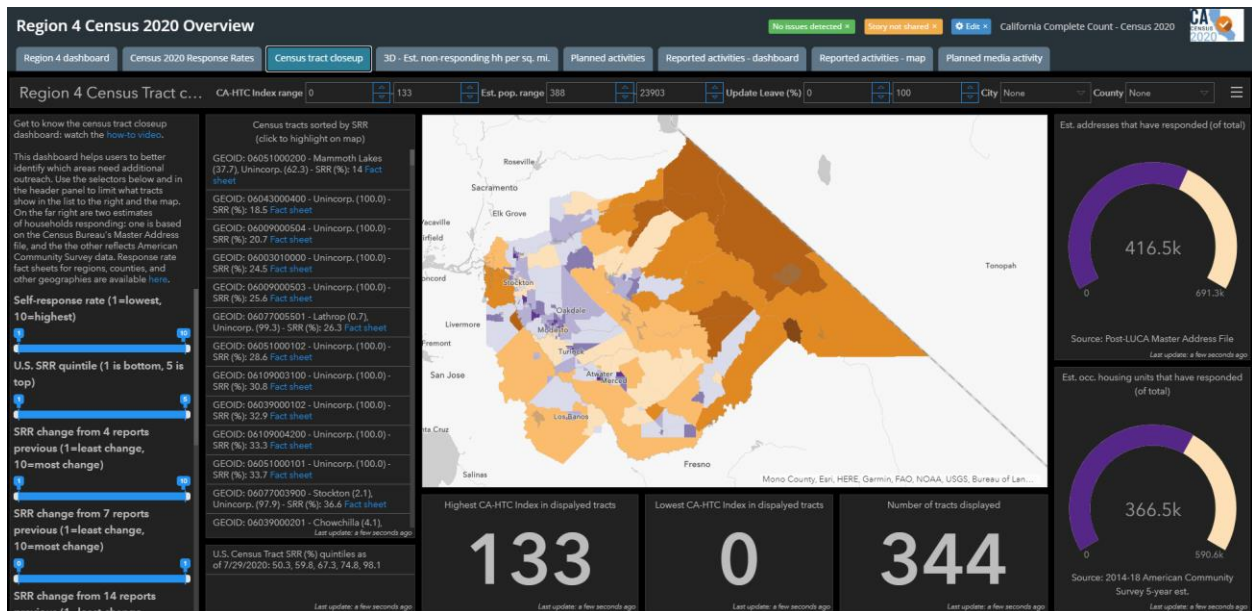 Region 4 Census 2020 Overview
No issues detected ×
Story not shared ×
Edit ×
California Complete Count - Census 2020
CA
CENSUS
2020
Region 4 dashboard
Census 2020 Response Rates
Census tract closeup
3D - Est. non-responding hh per sq. mi.
Planned activities
Reported activities - dashboard
Reported activities - map
Planned media activity
Region 4 Census Tract c...
CA-HTC Index range 0 133
Est. pop. range 388 23903
Update Leave (%) 0 100
City None
County None
Get to know the census tract closeup
dashboard: watch the how-to video.
This dashboard helps users to better
identify which areas need additional
outreach. Use the selectors below and in
the header panel to limit what tracts
show in the list to the right and the map.
On the far right are two estimates
of households responding: one is based
on the Census Bureau's Master Address
file, and the the other reflects American
Community Survey data. Response rate
fact sheets for regions, counties, and
other geographies are available here.
Self-response rate (1=lowest,
10=highest)
1 10
U.S. SRR quintile (1 is bottom, 5 is
top)
1 5
SRR change from 4 reports
previous (1=least change,
10=most change)
1 10
SRR change from 7 reports
previous (1=least change,
10=most change)
0 1
SRR change from 14 reports
previous (1=least change,
Census tracts sorted by SRR
(click to highlight on map)
GEOID: 06051000200 - Mammoth Lakes
(37.7), Unincorp. (62.3) - SRR (%): 14 Fact
sheet
GEOID: 06043000400 - Unincorp. (100.0) -
SRR (%): 18.5 Fact sheet
GEOID: 06009000504 - Unincorp. (100.0) -
SRR (%): 20.7 Fact sheet
GEOID: 06003010000 - Unincorp. (100.0) -
SRR (%): 24.5 Fact sheet
GEOID: 06009000503 - Unincorp. (100.0) -
SRR (%): 25.6 Fact sheet
GEOID: 06077005501 - Lathrop (0.7),
Unincorp. (99.3) - SRR (%): 26.3 Fact sheet
GEOID: 06051000102 - Unincorp. (100.0) -
SRR (%): 28.6 Fact sheet
GEOID: 06109003100 - Unincorp. (100.0) -
SRR (%): 30.8 Fact sheet
GEOID: 06039000102 - Unincorp. (100.0) -
SRR (%): 32.9 Fact sheet
GEOID: 06109004200 - Unincorp. (100.0) -
SRR (%): 33.3 Fact sheet
GEOID: 06051000101 - Unincorp. (100.0) -
SRR (%): 33.7 Fact sheet
GEOID: 06077003900 - Stockton (2.1),
Unincorp. (97.9) - SRR (%): 36.6 Fact sheet
GEOID: 06039000201 - Chowchilla (4.1),
Last update: a few seconds ago
U.S. Census Tract SRR (%) quintiles as
of 7/29/2020: 50.3, 59.8, 67.3, 74.8, 98.1
Last update: a few seconds ago
Roseville
Sacramento
Elk Grove
Vacaville
irfield
oncord
Stockton
Tonopah
Oakdale
Livermore
Modesto
Fremont
Turlock
San Jose
Atwater
Merced
Los Banos
ta Cruz
Fresno
Salinas
Mono County, Esri, HERE, Garmin, FAO, NOAA, USGS, Bureau of Lan...
Highest CA-HTC Index in dispalyed tracts
133
Last update: a few seconds ago
Lowest CA-HTC Index in dispalyed tracts
0
Last update: a few seconds ago
Number of tracts displayed
344
Last update: a few seconds ago
Est. addresses that have responded (of total)
416.5k
0 691.3k
Source: Post-LUCA Master Address File
Last update: a few seconds ago
Est. occ. housing units that have responded
(of total)
366.5k
0 590.6k
Source: 2014-18 American Community
Survey 5-year est.
Last update: a few seconds ago